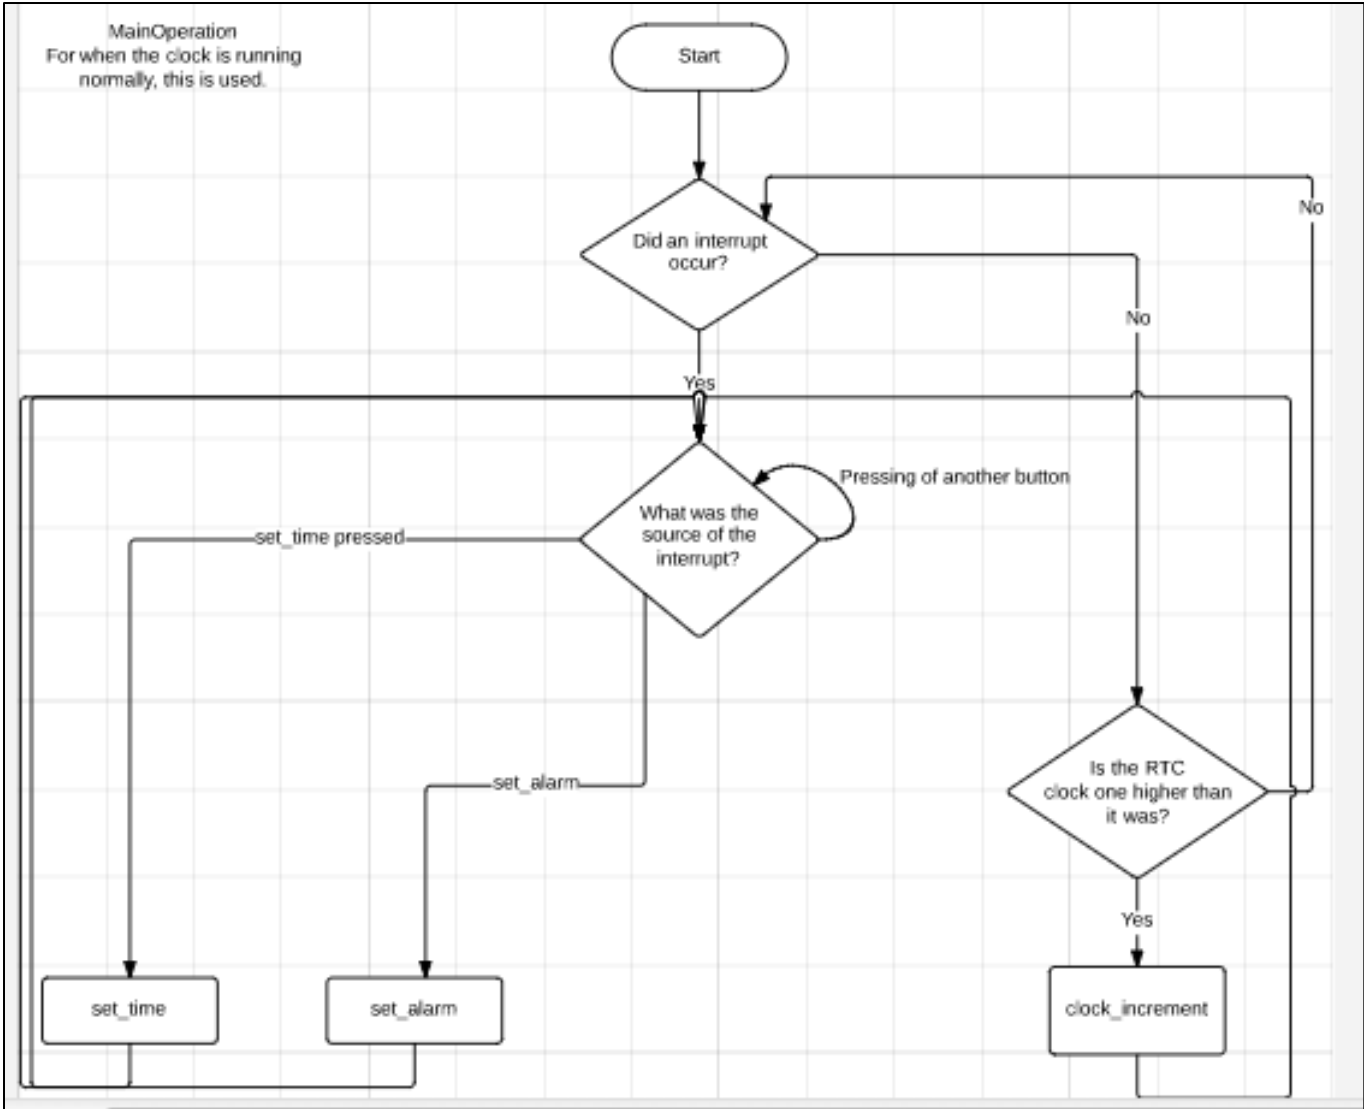 MainOperation
For when the clock is running
normally, this is used.
Start
No
Did an interrupt
occur?
No
Yes
Pressing of another button
What was the
source of the
interrupt?
set_time pressed
set_alarm
Is the RTC
clock one higher than
it was?
Yes
set_time
set_alarm
clock_increment